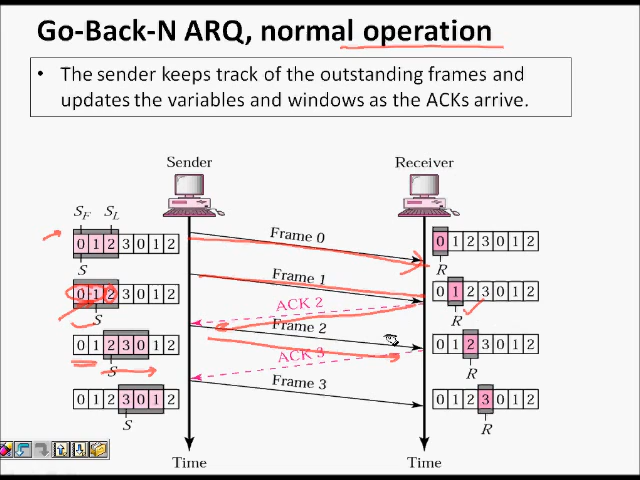 Go-Back-N ARQ, normal operation
• The sender keeps track of the outstanding frames and
updates the variables and windows as the ACKs arrive.
Sender
Receiver
S_F S_L
0 1 2 3 0 1 2
S
Frame 0
0 1 2 3 0 1 2
R
0 1 2 3 0 1 2
S
Frame 1
ACK 2
0 1 2 3 0 1 2
R
0 1 2 3 0 1 2
S
Frame 2
ACK 3
0 1 2 3 0 1 2
R
0 1 2 3 0 1 2
S
Frame 3
0 1 2 3 0 1 2
R
Time
Time